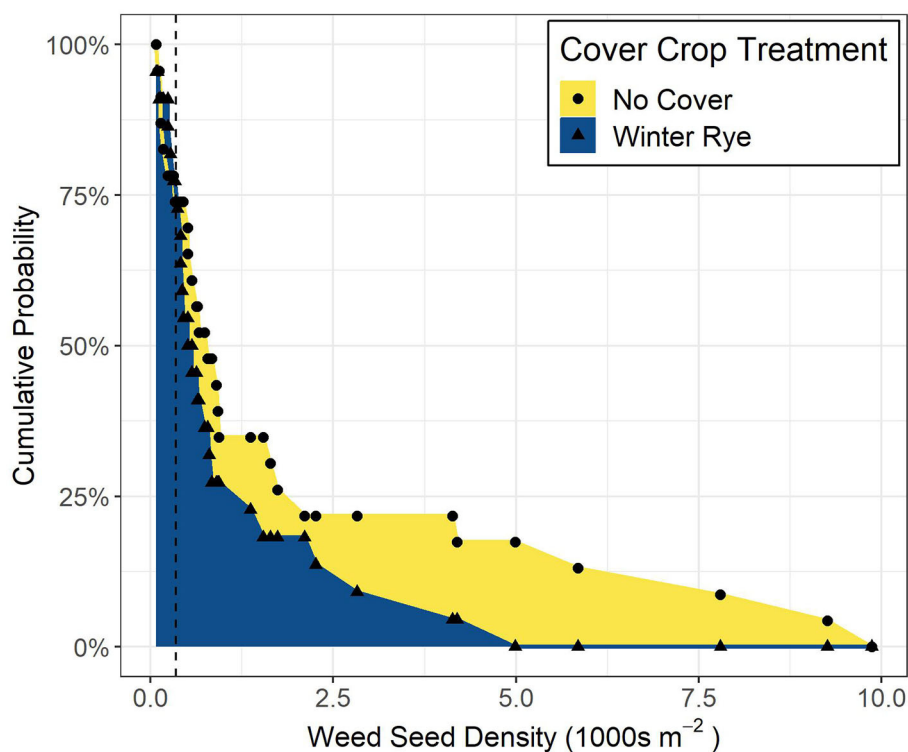 100%
75%
50%
25%
0%
Cumulative Probability
Cover Crop Treatment
No Cover
Winter Rye
0.0 2.5 5.0 7.5 10.0
Weed Seed Density (1000s m⁻²)